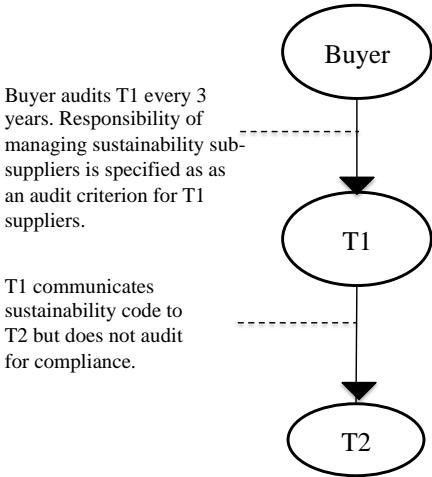 Buyer
Buyer audits T1 every 3
years. Responsibility of
managing sustainability sub-
suppliers is specified as as
an audit criterion for T1
suppliers.
T1
T1 communicates
sustainability code to
T2 but does not audit
for compliance.
T2